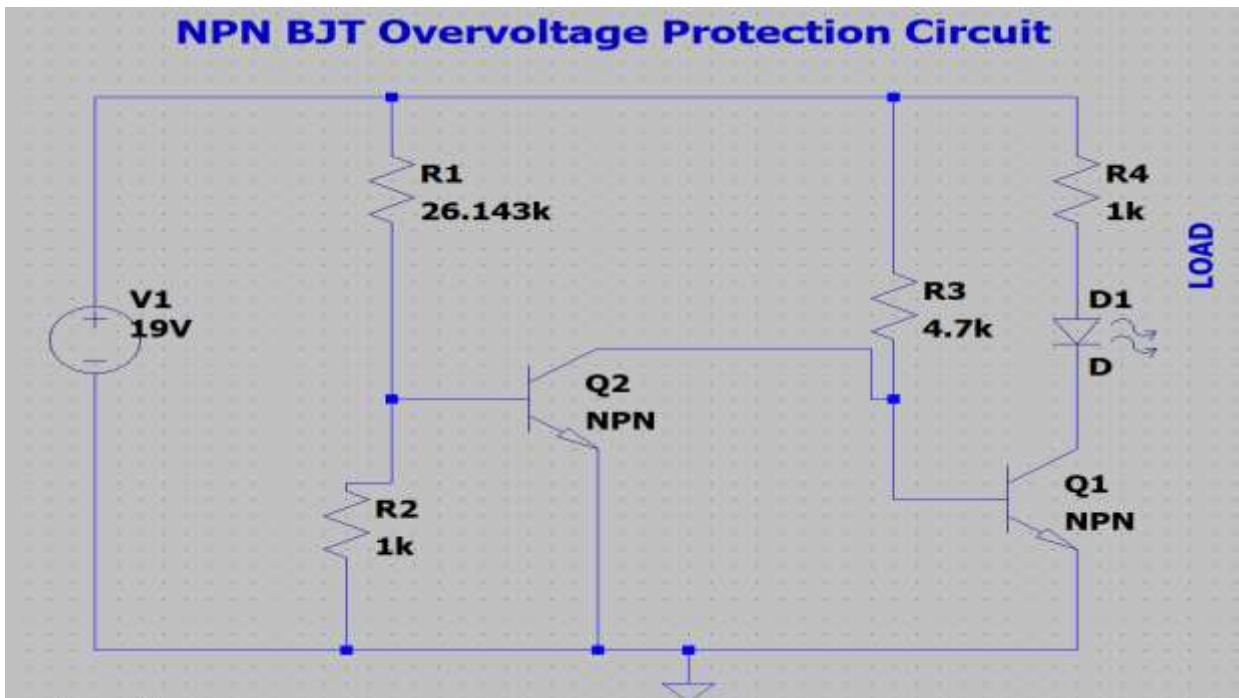 NPN BJT Overvoltage Protection Circuit
R1
26.143k
R4
1k
LOAD
V1
19V
R3
4.7k
D1
D
Q2
NPN
R2
1k
Q1
NPN